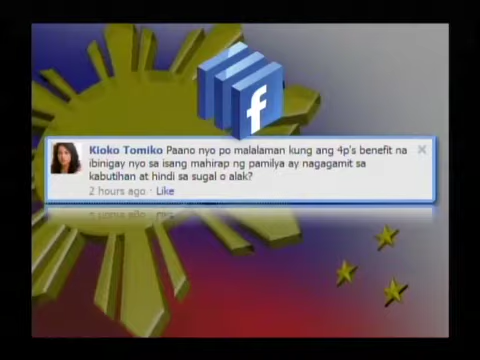 f
Kioko Tomiko Paano nyo po malalaman kung ang 4p's benefit na
ibinigay nyo sa isang mahirap ng pamilya ay nagagamit sa
kabutihan at hindi sa sugal o alak?
2 hours ago · Like